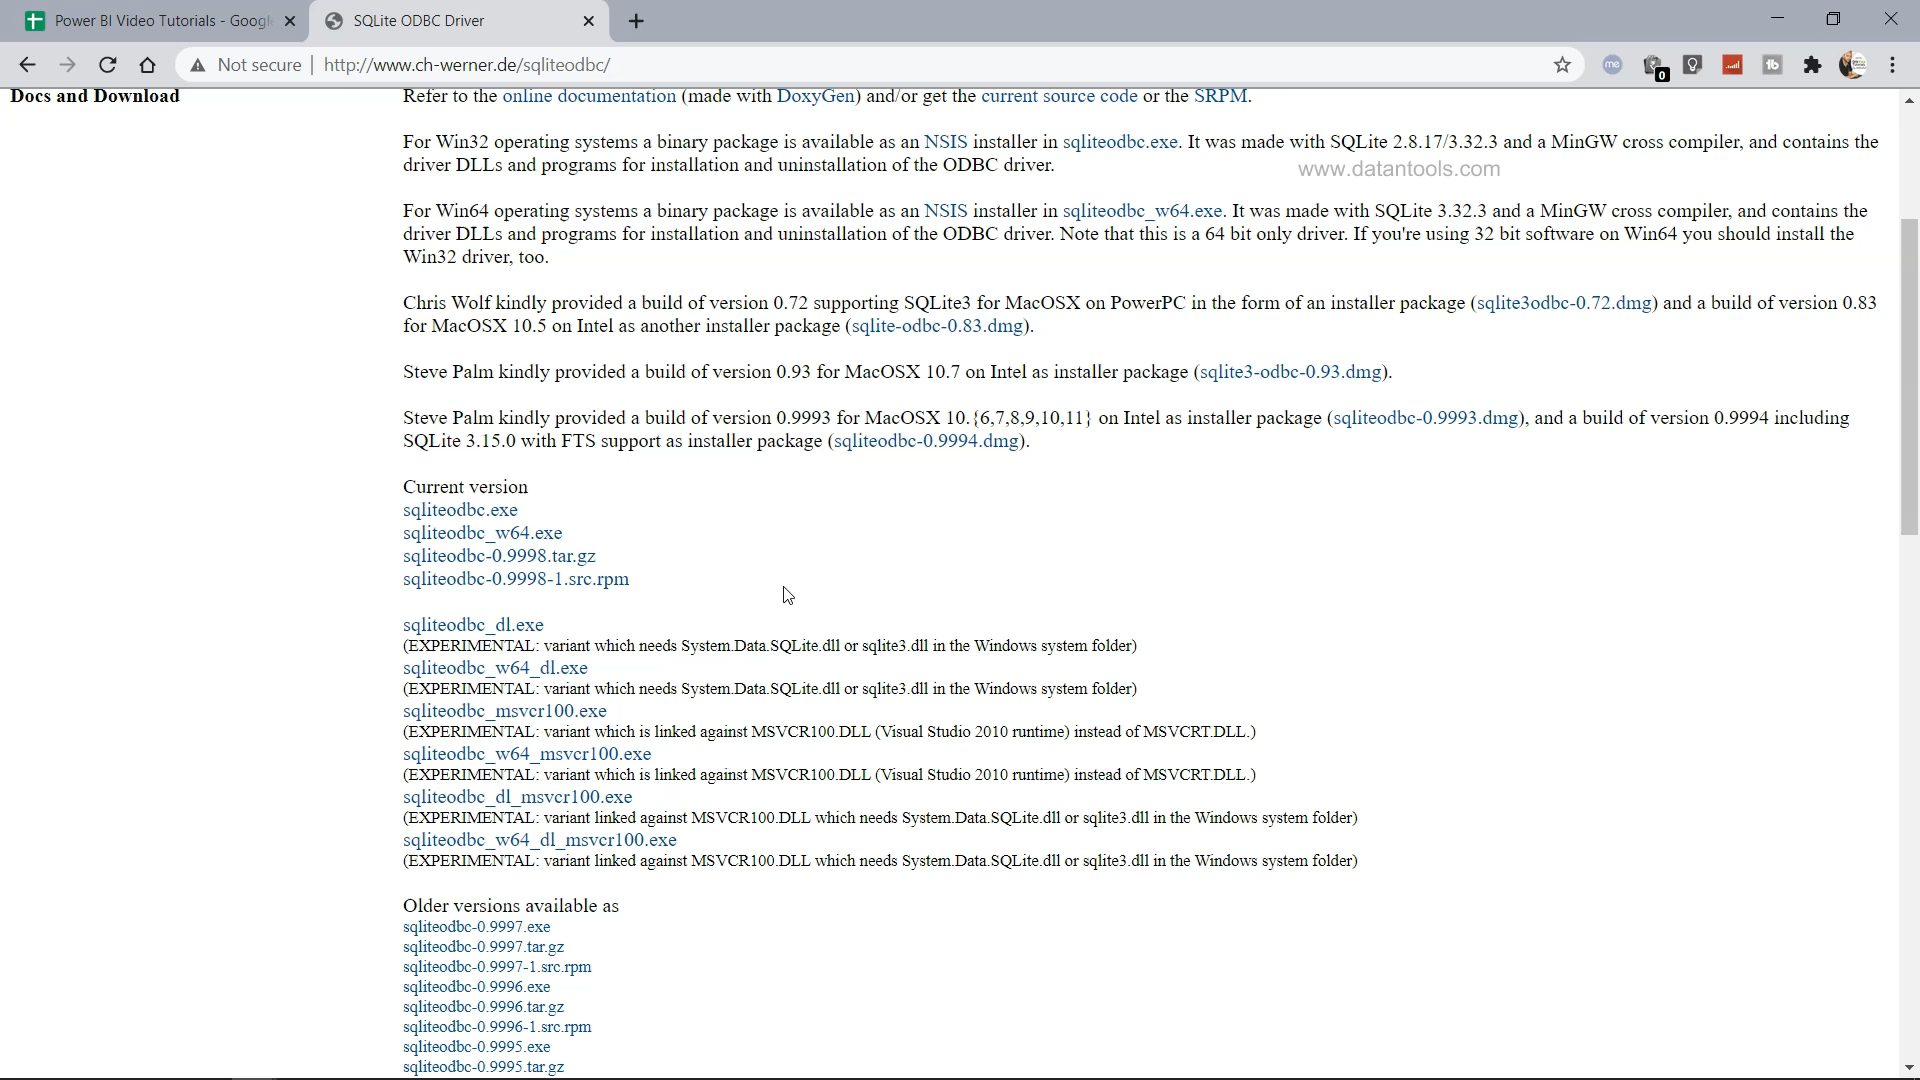 Power BI Video Tutorials - Googl
SQLite ODBC Driver
Not secure
http://www.ch-werner.de/sqliteodbc/
me
0
tb
Docs and Download
Refer to the online documentation (made with DoxyGen) and/or get the current source code or the SRPM.
For Win32 operating systems a binary package is available as an NSIS installer in sqliteodbc.exe. It was made with SQLite 2.8.17/3.32.3 and a MinGW cross compiler, and contains the
driver DLLs and programs for installation and uninstallation of the ODBC driver.
www.datantools.com
For Win64 operating systems a binary package is available as an NSIS installer in sqliteodbc_w64.exe. It was made with SQLite 3.32.3 and a MinGW cross compiler, and contains the
driver DLLs and programs for installation and uninstallation of the ODBC driver. Note that this is a 64 bit only driver. If you're using 32 bit software on Win64 you should install the
Win32 driver, too.
Chris Wolf kindly provided a build of version 0.72 supporting SQLite3 for MacOSX on PowerPC in the form of an installer package (sqlite3odbc-0.72.dmg) and a build of version 0.83
for MacOSX 10.5 on Intel as another installer package (sqlite-odbc-0.83.dmg).
Steve Palm kindly provided a build of version 0.93 for MacOSX 10.7 on Intel as installer package (sqlite3-odbc-0.93.dmg).
Steve Palm kindly provided a build of version 0.9993 for MacOSX 10.{6,7,8,9,10,11} on Intel as installer package (sqliteodbc-0.9993.dmg), and a build of version 0.9994 including
SQLite 3.15.0 with FTS support as installer package (sqliteodbc-0.9994.dmg).
Current version
sqliteodbc.exe
sqliteodbc_w64.exe
sqliteodbc-0.9998.tar.gz
sqliteodbc-0.9998-1.src.rpm
sqliteodbc_dl.exe
(EXPERIMENTAL: variant which needs System.Data.SQLite.dll or sqlite3.dll in the Windows system folder)
sqliteodbc_w64_dl.exe
(EXPERIMENTAL: variant which needs System.Data.SQLite.dll or sqlite3.dll in the Windows system folder)
sqliteodbc_msvcr100.exe
(EXPERIMENTAL: variant which is linked against MSVCR100.DLL (Visual Studio 2010 runtime) instead of MSVCRT.DLL.)
sqliteodbc_w64_msvcr100.exe
(EXPERIMENTAL: variant which is linked against MSVCR100.DLL (Visual Studio 2010 runtime) instead of MSVCRT.DLL.)
sqliteodbc_dl_msvcr100.exe
(EXPERIMENTAL: variant linked against MSVCR100.DLL which needs System.Data.SQLite.dll or sqlite3.dll in the Windows system folder)
sqliteodbc_w64_dl_msvcr100.exe
(EXPERIMENTAL: variant linked against MSVCR100.DLL which needs System.Data.SQLite.dll or sqlite3.dll in the Windows system folder)
Older versions available as
sqliteodbc-0.9997.exe
sqliteodbc-0.9997.tar.gz
sqliteodbc-0.9997-1.src.rpm
sqliteodbc-0.9996.exe
sqliteodbc-0.9996.tar.gz
sqliteodbc-0.9996-1.src.rpm
sqliteodbc-0.9995.exe
sqliteodbc-0.9995.tar.gz